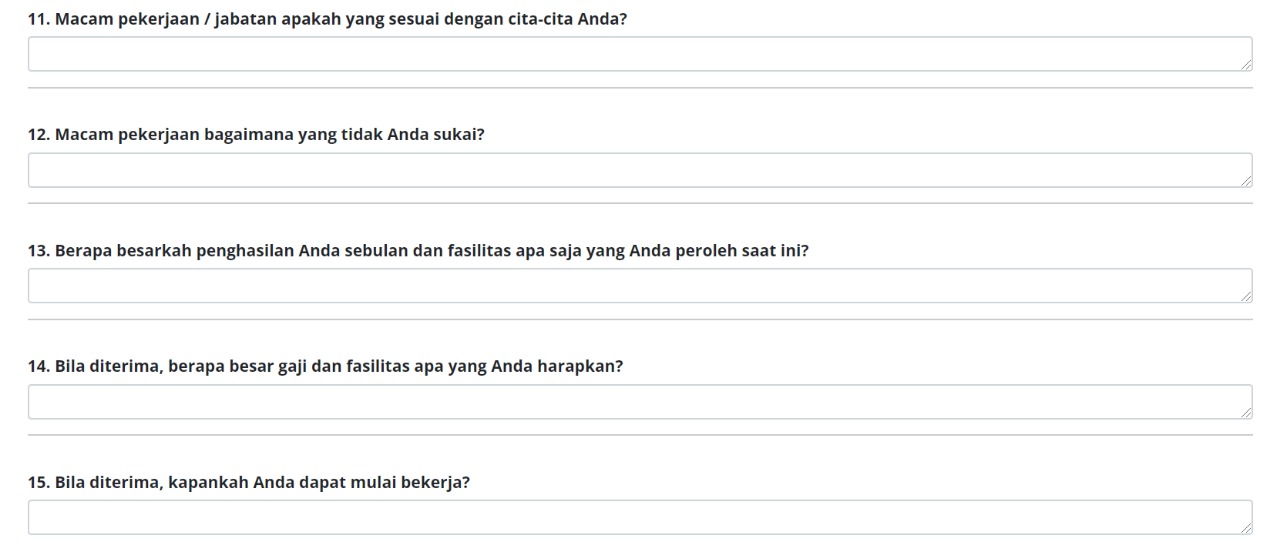 11. Macam pekerjaan / jabatan apakah yang sesuai dengan cita-cita Anda?
12. Macam pekerjaan bagaimana yang tidak Anda sukai?
13. Berapa besarkah penghasilan Anda sebulan dan fasilitas apa saja yang Anda peroleh saat ini?
14. Bila diterima, berapa besar gaji dan fasilitas apa yang Anda harapkan?
15. Bila diterima, kapankah Anda dapat mulai bekerja?